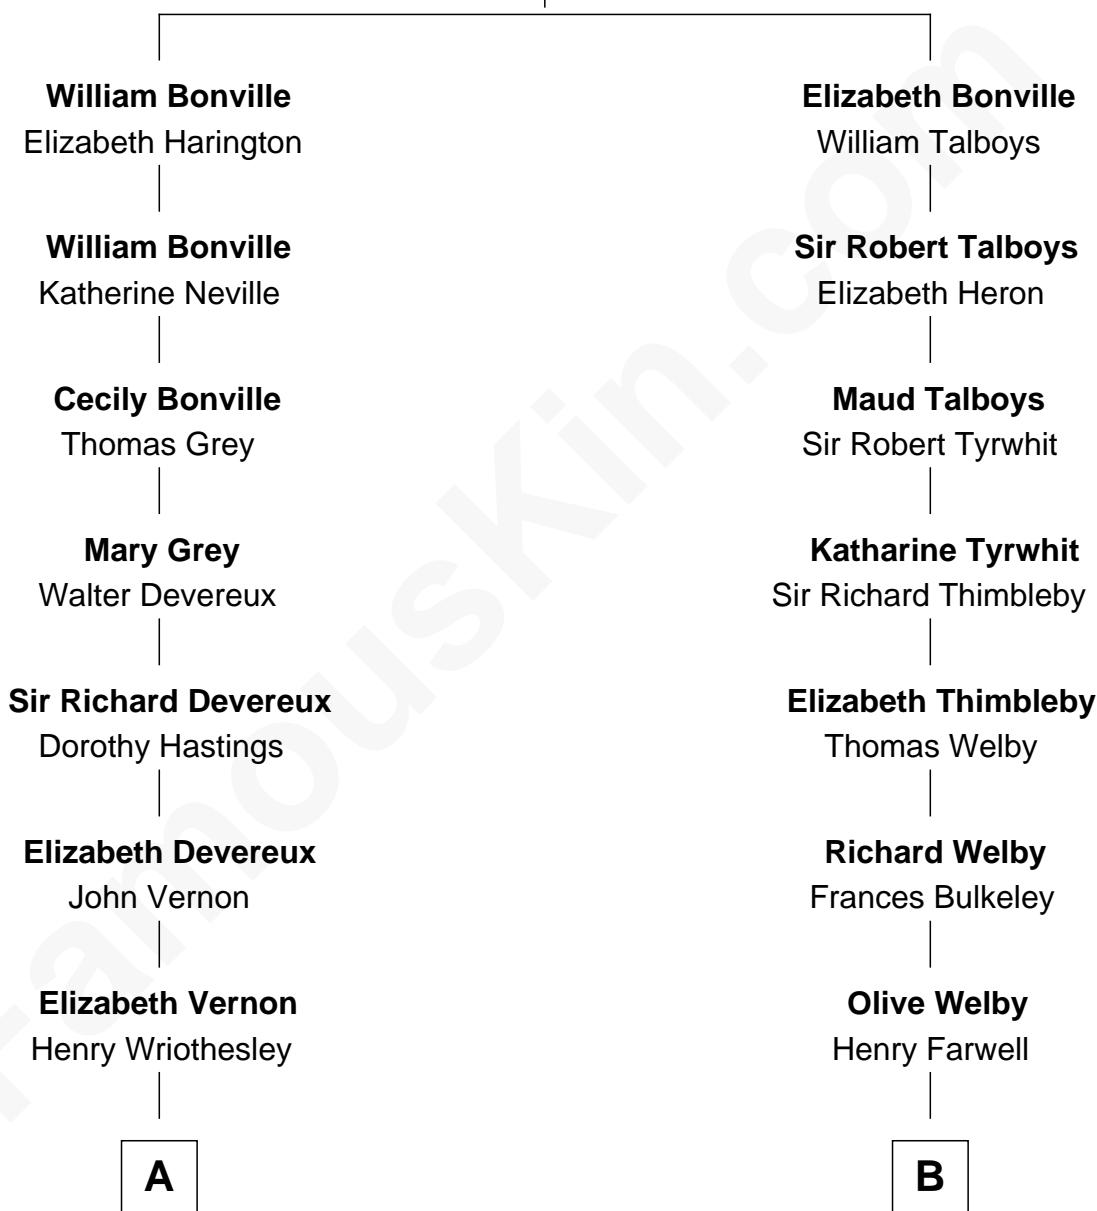 William Bonville
Elizabeth Harington
William Bonville
Katherine Neville
Cecily Bonville
Thomas Grey
Mary Grey
Walter Devereux
Sir Richard Devereux
Dorothy Hastings
Elizabeth Devereux
John Vernon
Elizabeth Vernon
Henry Wriothesley
A
Elizabeth Bonville
William Talboys
Sir Robert Talboys
Elizabeth Heron
Maud Talboys
Sir Robert Tyrwhit
Katharine Tyrwhit
Sir Richard Thimbleby
Elizabeth Thimbleby
Thomas Welby
Richard Welby
Frances Bulkeley
Olive Welby
Henry Farwell
B
FamousKin.com